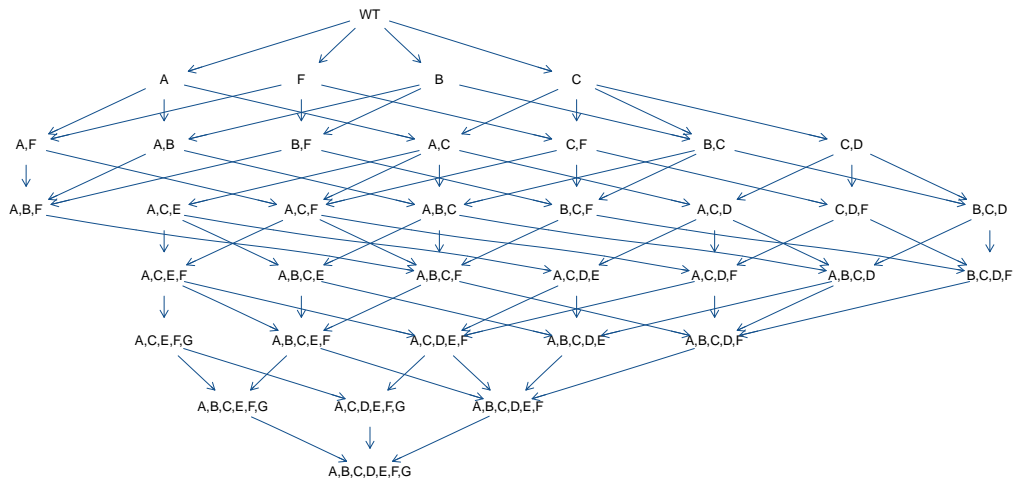 WT
A F B C
A,F A,B B,F A,C C,F B,C C,D
A,B,F A,C,E A,C,F A,B,C B,C,F A,C,D C,D,F B,C,D
A,C,E,F A,B,C,E A,B,C,F A,C,D,E A,C,D,F A,B,C,D B,C,D,F
A,C,E,F,G A,B,C,E,F A,C,D,E,F A,B,C,D,E A,B,C,D,F
A,B,C,E,F,G A,C,D,E,F,G A,B,C,D,E,F
A,B,C,D,E,F,G